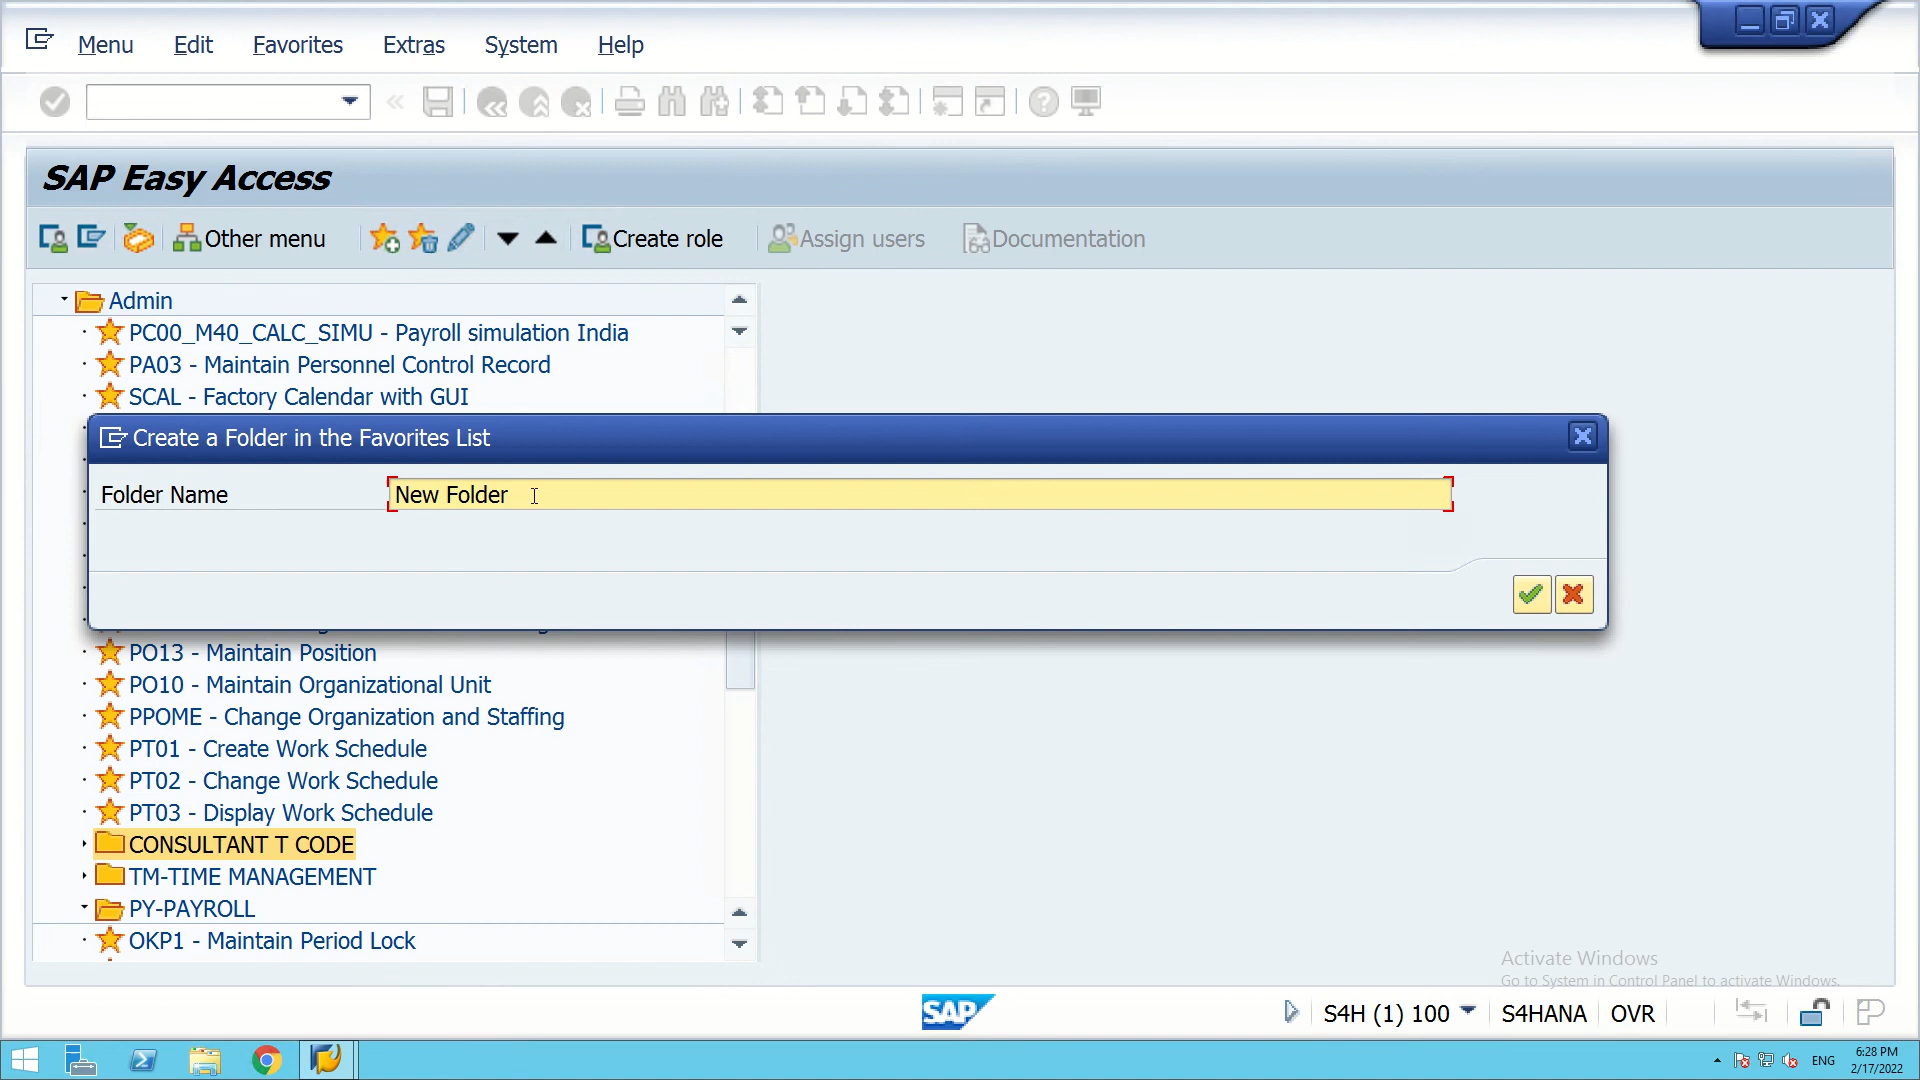 Menu Edit Favorites Extras System Help
SAP Easy Access
Other menu Create role Assign users Documentation
Admin
PC00_M40_CALC_SIMU - Payroll simulation India
PA03 - Maintain Personnel Control Record
SCAL - Factory Calendar with GUI
Create a Folder in the Favorites List
Folder Name New Folder
PO13 - Maintain Position
PO10 - Maintain Organizational Unit
PPOME - Change Organization and Staffing
PT01 - Create Work Schedule
PT02 - Change Work Schedule
PT03 - Display Work Schedule
CONSULTANT T CODE
TM-TIME MANAGEMENT
PY-PAYROLL
OKP1 - Maintain Period Lock
Activate Windows
Go to System in Control Panel to activate Windows.
SAP S4H (1) 100 S4HANA OVR
ENG 6:28 PM
2/17/2022